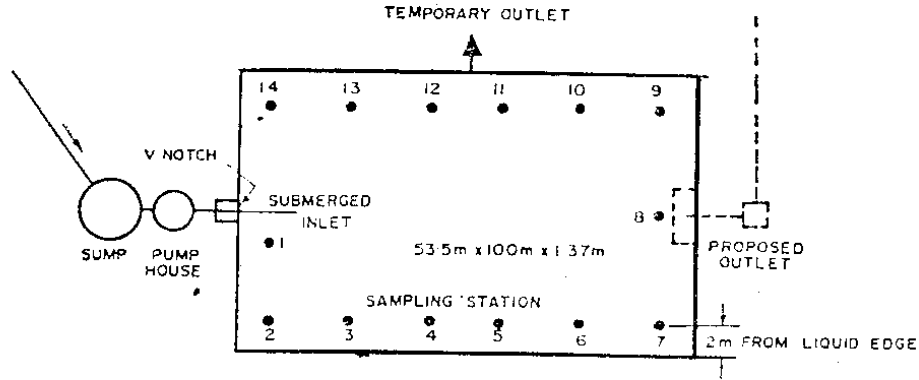 TEMPORARY OUTLET
14 13 12 11 10 9
V NOTCH
SUBMERGED
INLET
8
1
SUMP
PUMP
HOUSE
53·5m x 100m x 1·37m
PROPOSED
OUTLET
SAMPLING STATION
2 3 4 5 6 7
2m FROM LIQUID EDGE